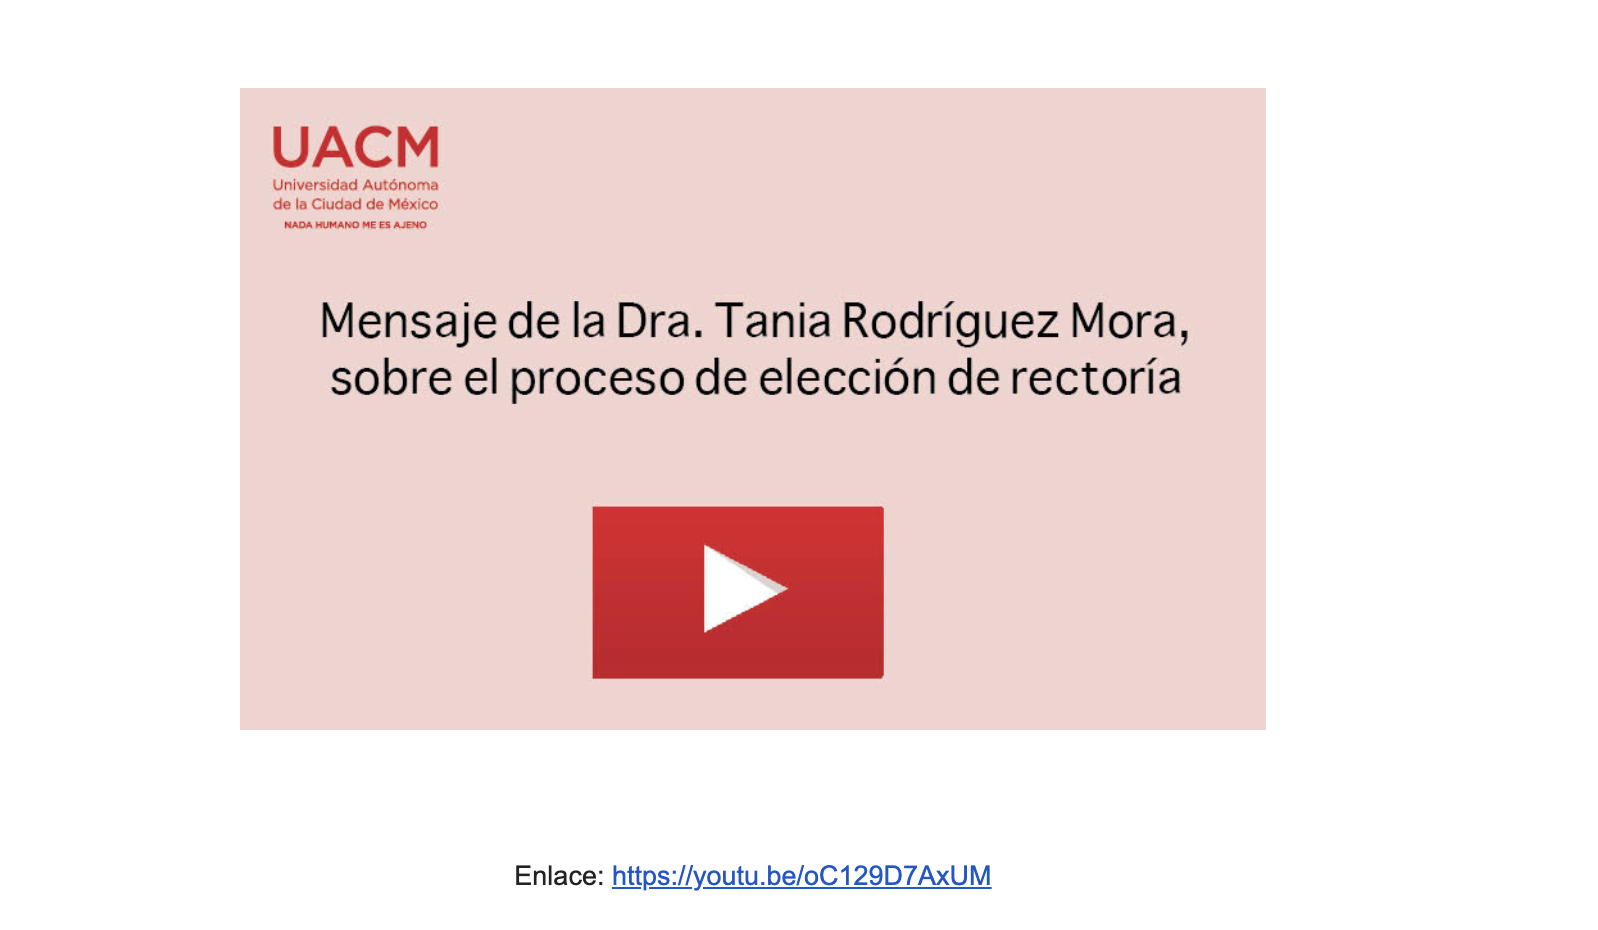 UACM
Universidad Autónoma
de la Ciudad de México
NADA HUMANO ME ES AJENO
Mensaje de la Dra. Tania Rodríguez Mora,
sobre el proceso de elección de rectoría
Enlace: https://youtu.be/oC129D7AxUM